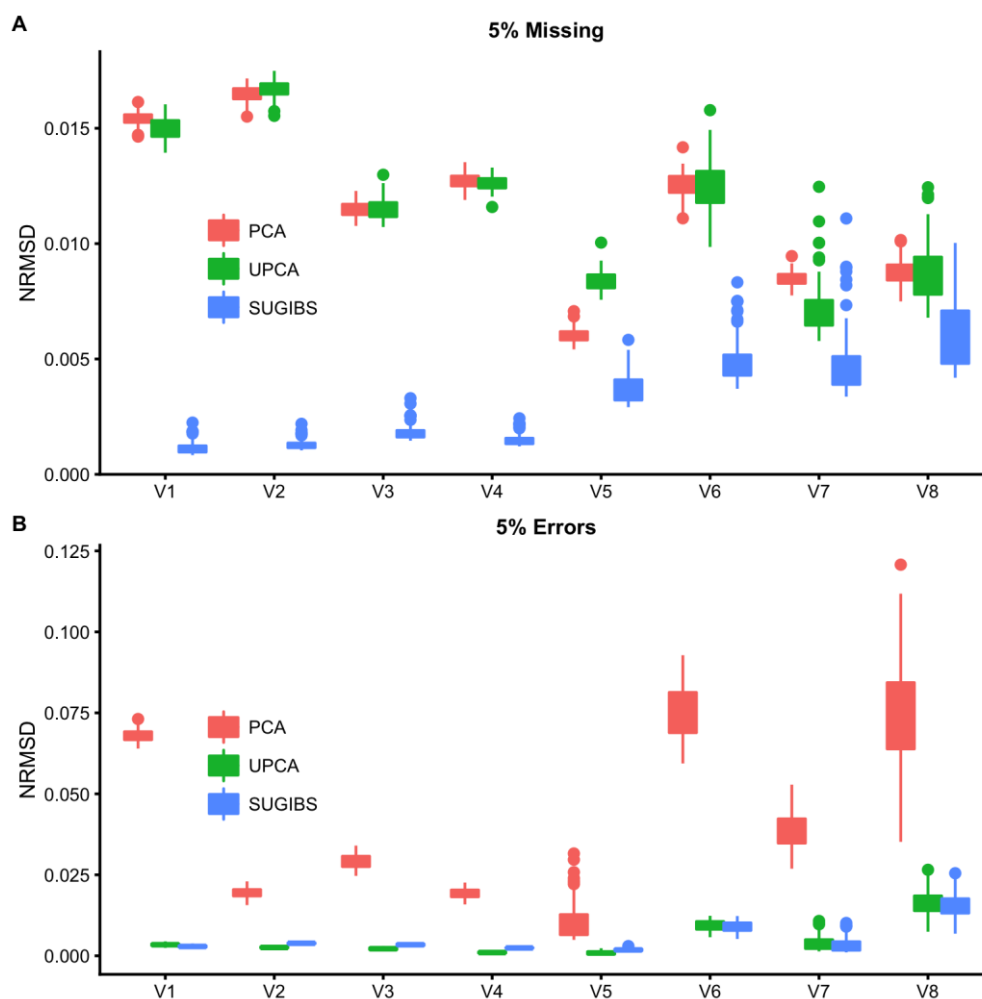 A
5% Missing
NRMSD
0.015
0.010
0.005
0.000
PCA
UPCA
SUGIBS
V1 V2 V3 V4 V5 V6 V7 V8
B
5% Errors
NRMSD
0.125
0.100
0.075
0.050
0.025
0.000
PCA
UPCA
SUGIBS
V1 V2 V3 V4 V5 V6 V7 V8